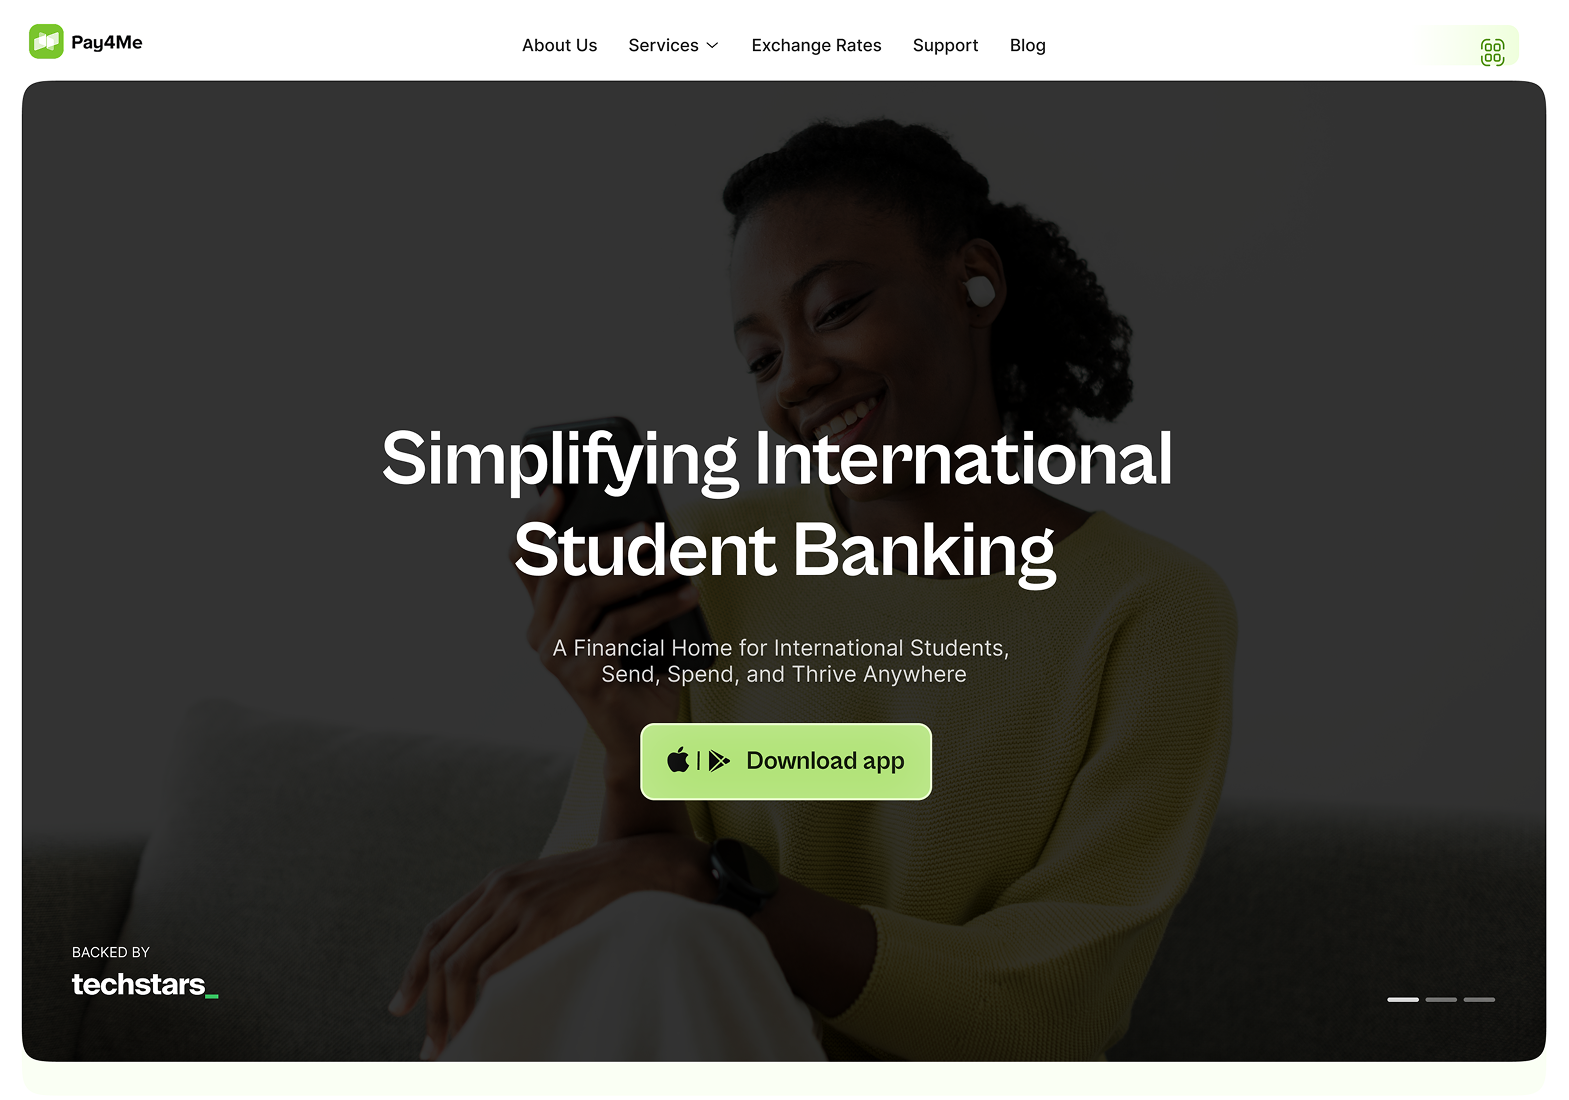 Pay4Me
About Us
Services
Exchange Rates
Support
Blog
Simplifying International
Student Banking
A Financial Home for International Students,
Send, Spend, and Thrive Anywhere
Download app
BACKED BY
techstars_